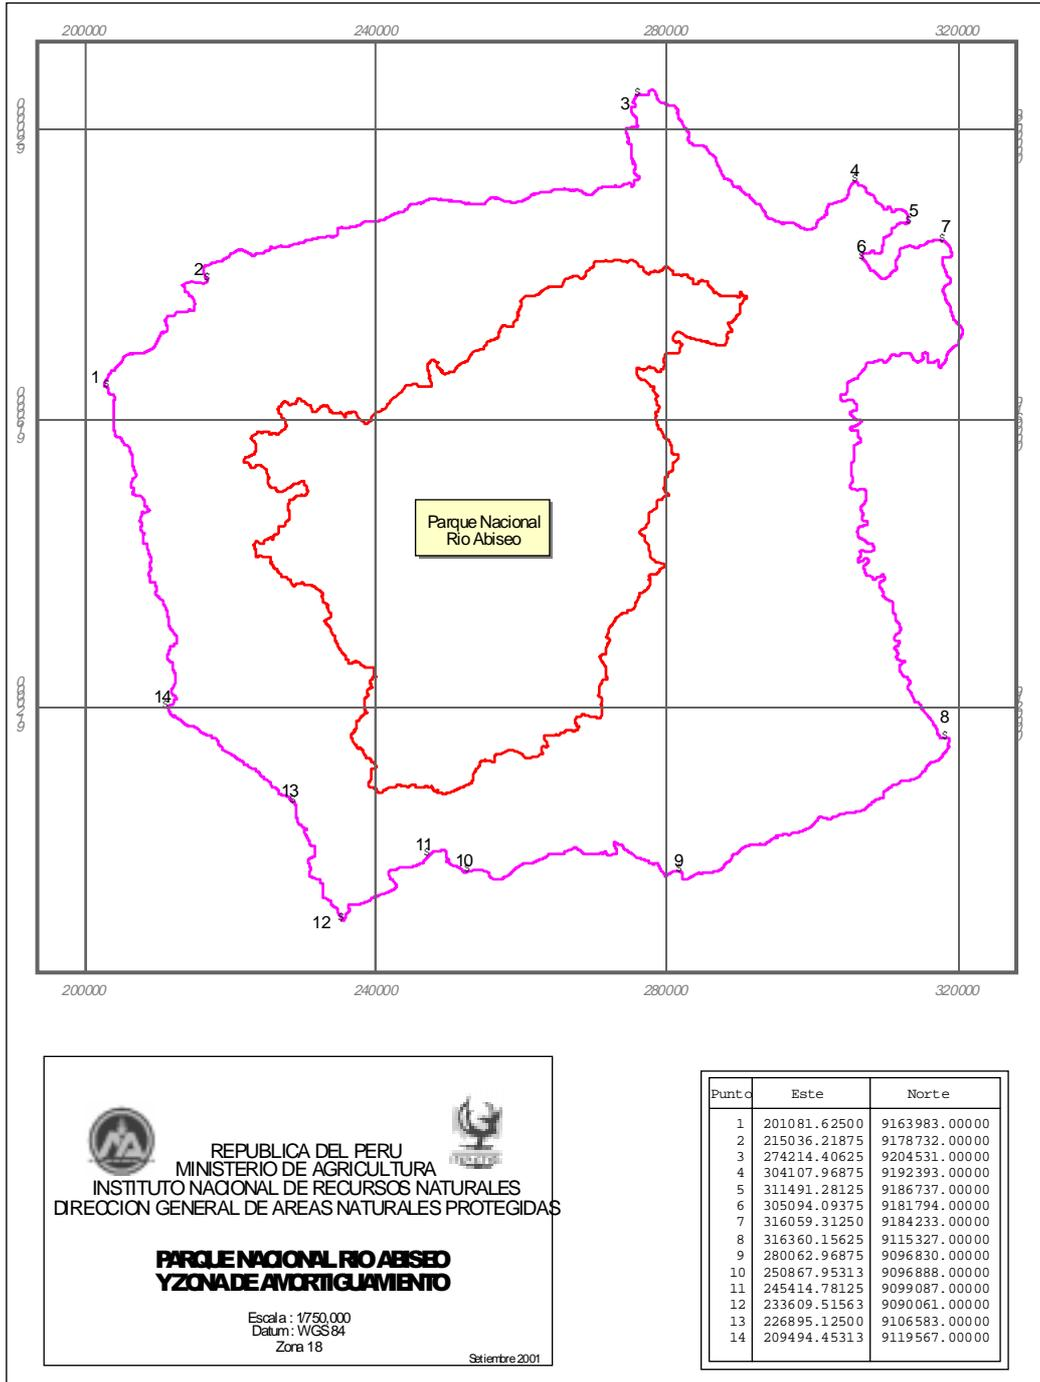 200000 240000 280000 320000
3
4
5
7
6
2
1
Parque Nacional
Rio Abiseo
14
8
13
11
10
9
12
200000 240000 280000 320000
REPUBLICA DEL PERU
MINISTERIO DE AGRICULTURA
INSTITUTO NACIONAL DE RECURSOS NATURALES
DIRECCION GENERAL DE AREAS NATURALES PROTEGIDAS
PARQUE NACIONAL RIO ABISEO
Y ZONA DE AMORTIGUAMIENTO
Escala : 1/750,000
Datum : WGS 84
Zona 18
Setiembre 2001
Punto Este Norte
1 201081.62500 9163983.00000
2 215036.21875 9178732.00000
3 274214.40625 9204531.00000
4 304107.96875 9192393.00000
5 311491.28125 9186737.00000
6 305094.09375 9181794.00000
7 316059.31250 9184233.00000
8 316360.15625 9115327.00000
9 280062.96875 9096830.00000
10 250867.95313 9096888.00000
11 245414.78125 9099087.00000
12 233609.51563 9090061.00000
13 226895.12500 9106583.00000
14 209494.45313 9119567.00000